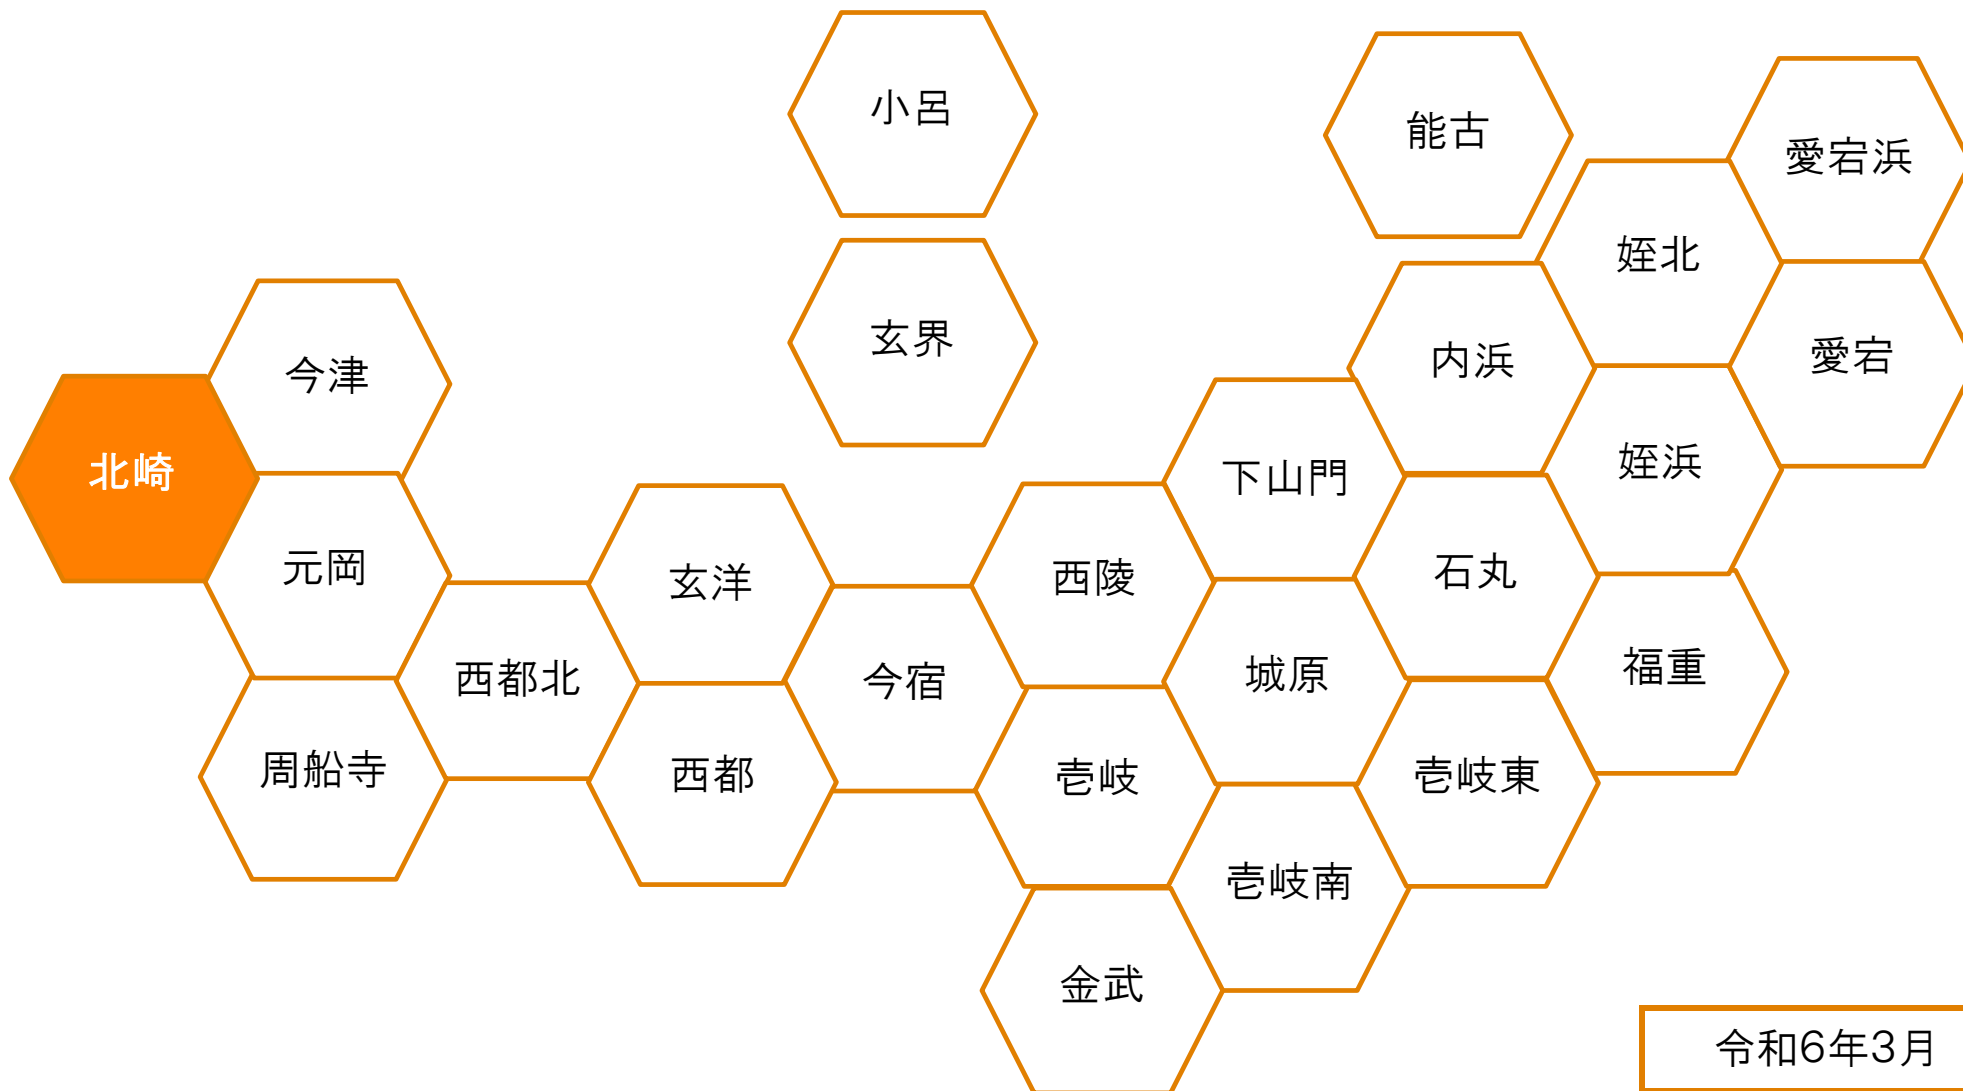 小呂
能古
愛宕浜
姪北
玄界
愛宕
内浜
今津
姪浜
北崎
下山門
元岡
石丸
西陵
玄洋
福重
城原
西都北
今宿
周船寺
西都
壱岐
壱岐東
壱岐南
金武
令和6年3月